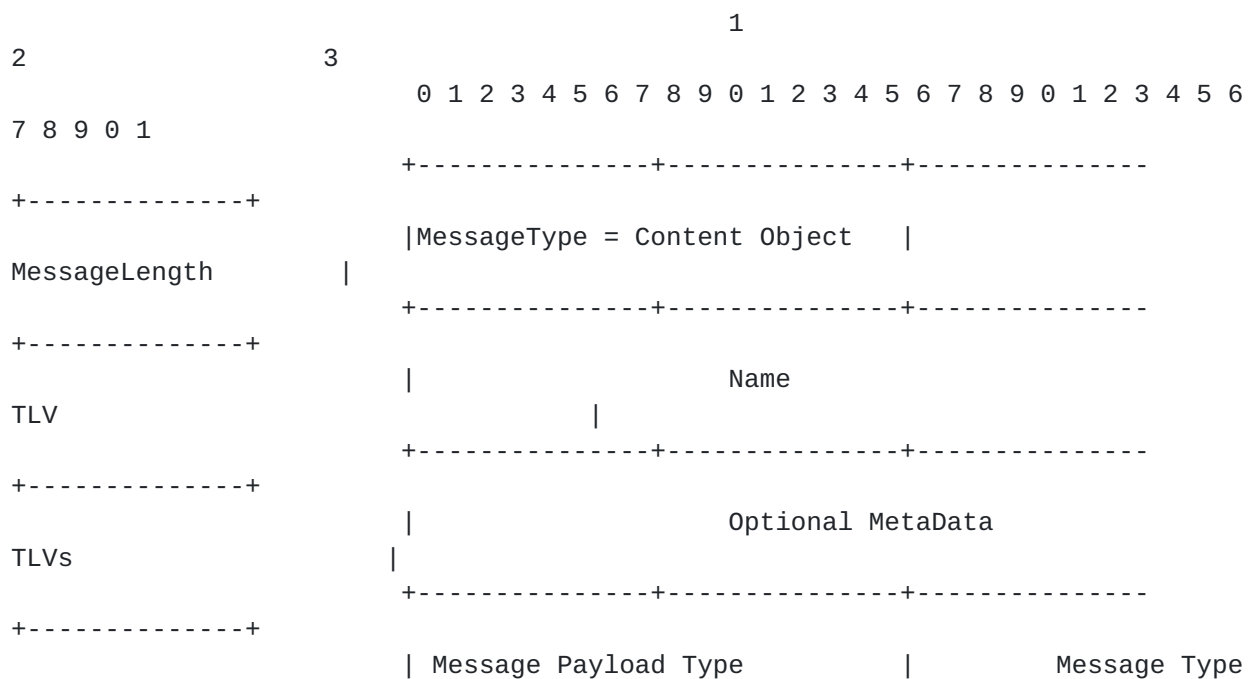 1
2                   3
                          0 1 2 3 4 5 6 7 8 9 0 1 2 3 4 5 6 7 8 9 0 1 2 3 4 5 6
7 8 9 0 1
                         +---------------+---------------+---------------
+--------------+
                         |MessageType = Content Object   |
MessageLength        |
                         +---------------+---------------+---------------
+--------------+
                         |                    Name
TLV                                  |
                         +---------------+---------------+---------------
+--------------+
                         |                    Optional MetaData
TLVs                    |
                         +---------------+---------------+---------------
+--------------+
                         | Message Payload Type          |         Message Type